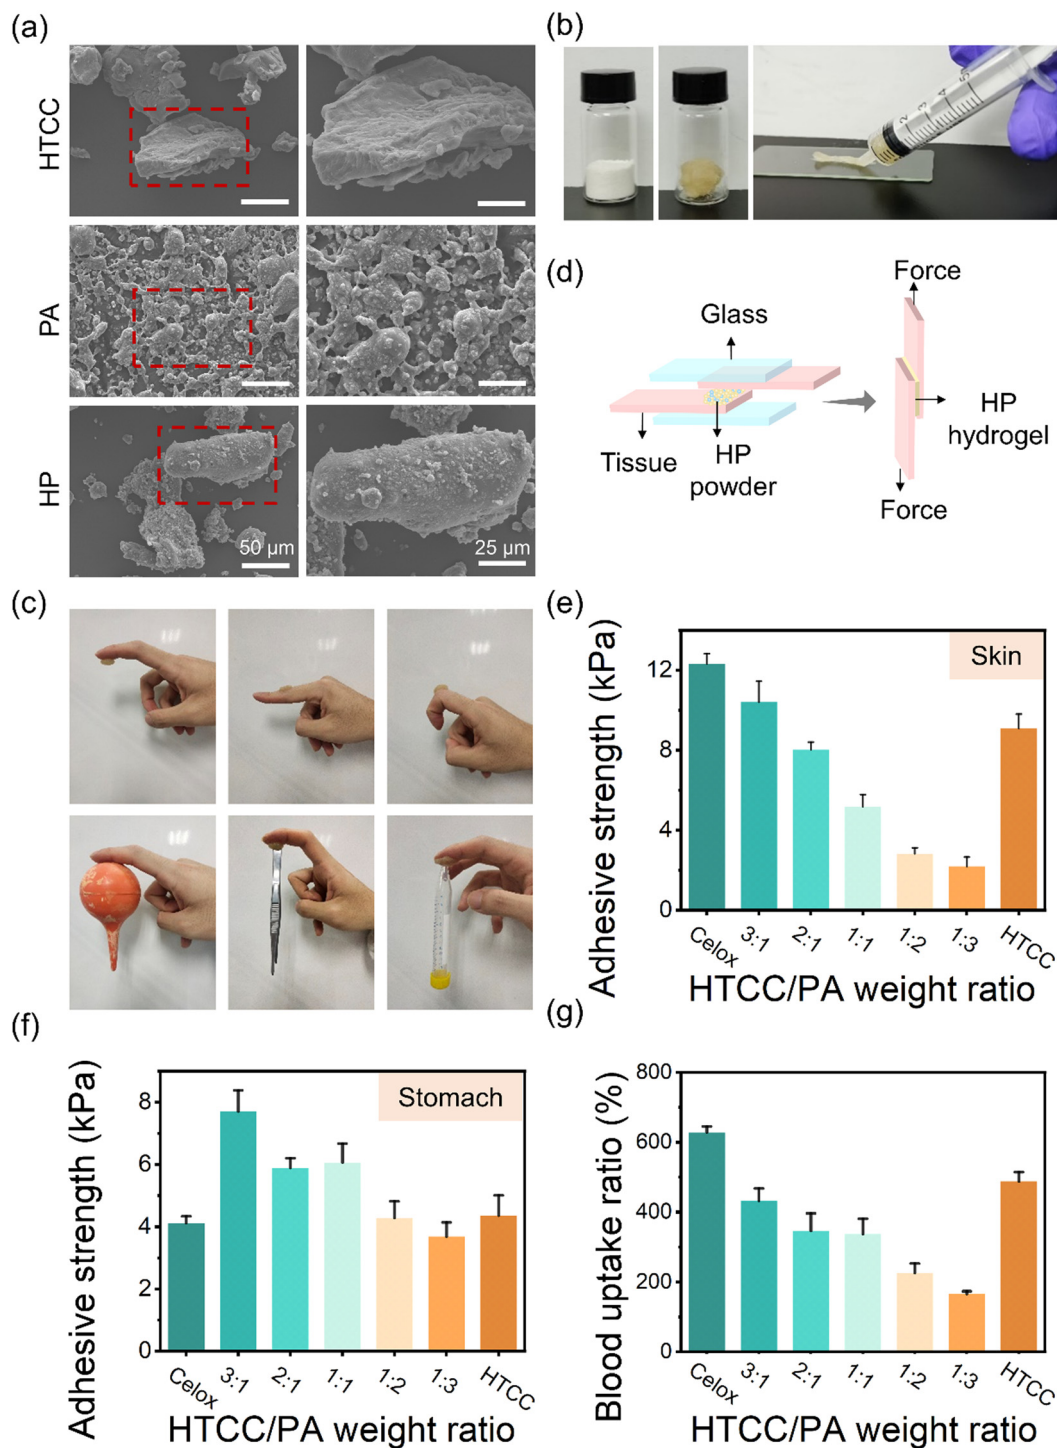 (a)
HTCC
PA
HP
50 µm
25 µm
(b)
(d)
Glass
Tissue
HP
powder
Force
HP
hydrogel
Force
(c)
(e)
Adhesive strength (kPa)
12
8
4
0
Skin
Celox
3:1
2:1
1:1
1:2
1:3
HTCC
HTCC/PA weight ratio
(f)
Adhesive strength (kPa)
8
6
4
2
0
Stomach
Celox
3:1
2:1
1:1
1:2
1:3
HTCC
HTCC/PA weight ratio
(g)
Blood uptake ratio (%)
800
600
400
200
0
Celox
3:1
2:1
1:1
1:2
1:3
HTCC
HTCC/PA weight ratio